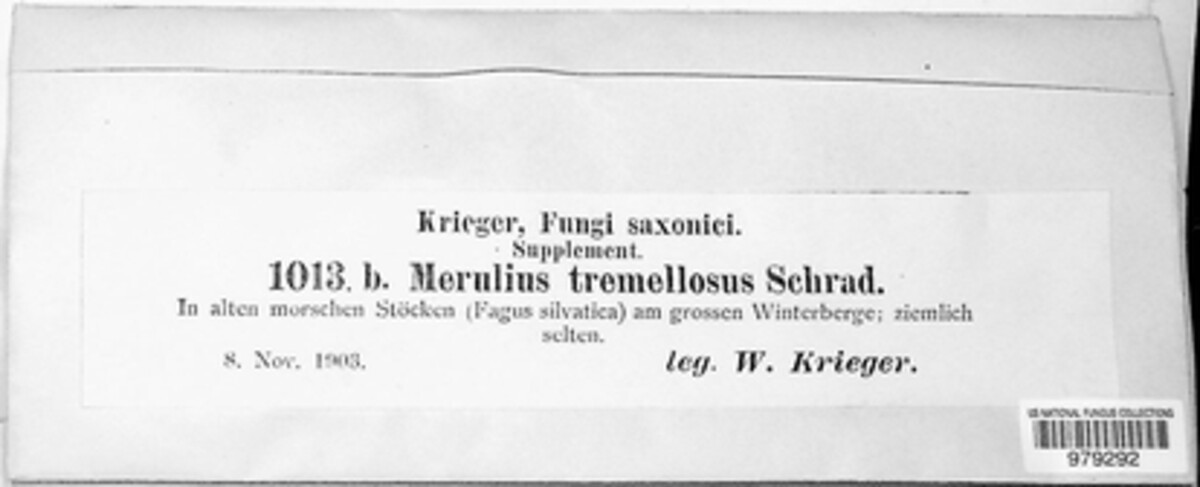 Krieger, Fungi saxonici.
Supplement.
1013. b. Merulius tremellosus Schrad.
In alten morschen Stöcken (Fagus silvatica) am grossen Winterberge; ziemlich
selten.
8. Nov. 1903.
leg. W. Krieger.
US NATIONAL FUNGUS COLLECTIONS
979292